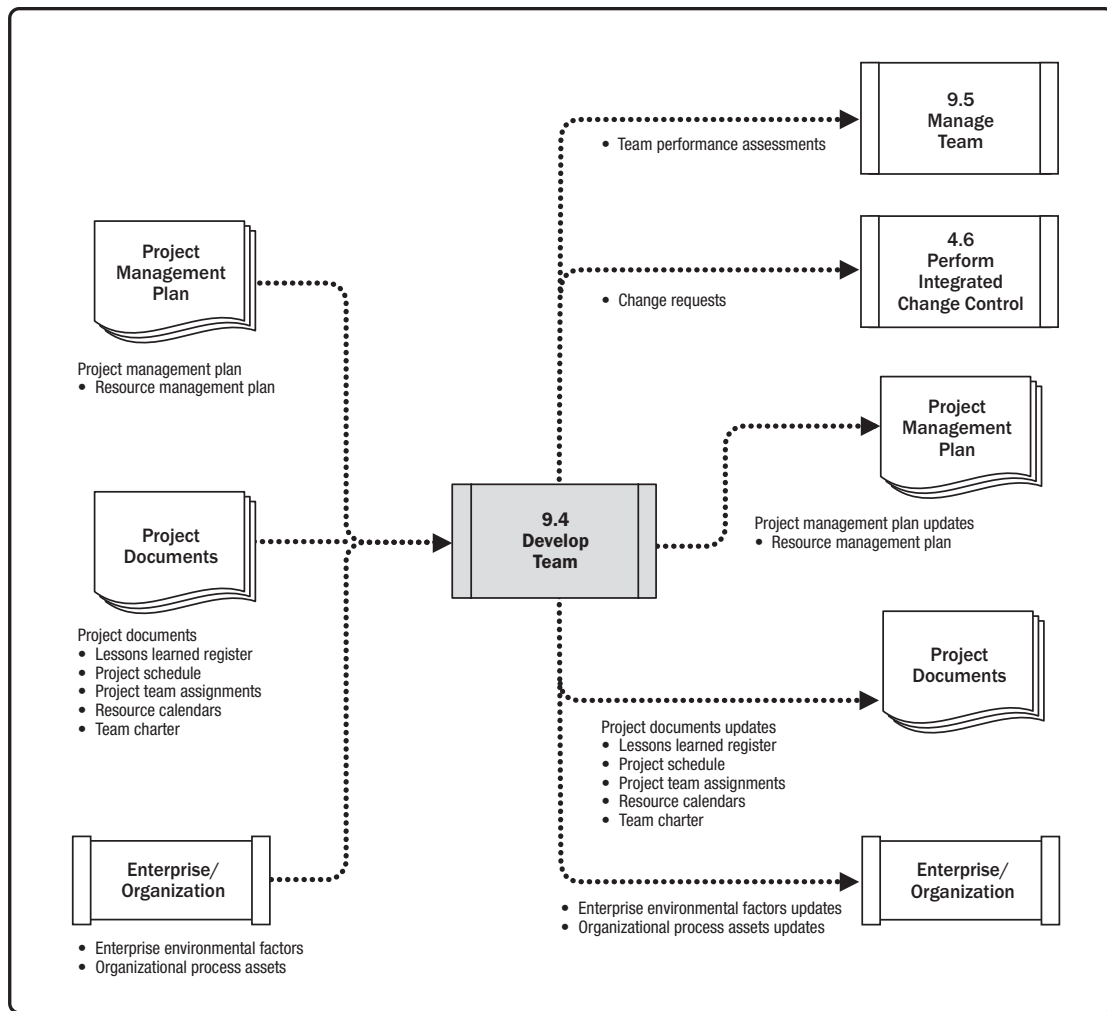 Project
Management
Plan
Project management plan
• Resource management plan
Project
Documents
Project documents
• Lessons learned register
• Project schedule
• Project team assignments
• Resource calendars
• Team charter
Enterprise/
Organization
• Enterprise environmental factors
• Organizational process assets
9.4
Develop
Team
• Team performance assessments
9.5
Manage
Team
• Change requests
4.6
Perform
Integrated
Change Control
Project
Management
Plan
Project management plan updates
• Resource management plan
Project
Documents
Project documents updates
• Lessons learned register
• Project schedule
• Project team assignments
• Resource calendars
• Team charter
Enterprise/
Organization
• Enterprise environmental factors updates
• Organizational process assets updates